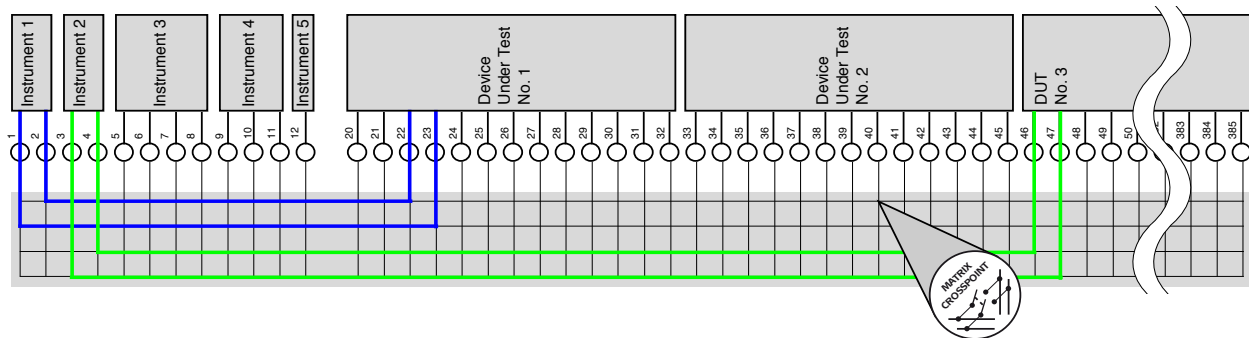 Instrument 1
Instrument 2
Instrument 3
Instrument 4
Instrument 5
Device
Under Test
No. 1
Device
Under Test
No. 2
DUT
No. 3
1 2 3 4 5 6 7 8 9 10 11 12 20 21 22 23 24 25 26 27 28 29 30 31 32 33 34 35 36 37 38 39 40 41 42 43 44 45 46 47 48 49 50 383 384 385
MATRIX
CROSSPOINT